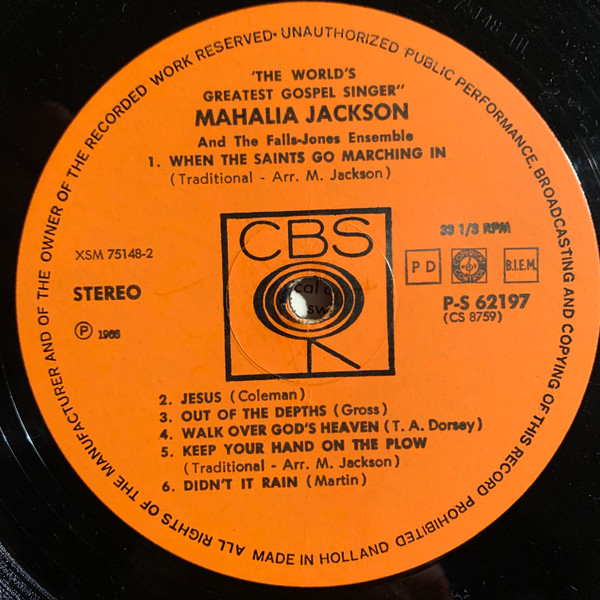 ALL RIGHTS OF THE MANUFACTURER AND OF THE OWNER OF THE RECORDED WORK RESERVED• UNAUTHORIZED PUBLIC PERFORMANCE, BROADCASTING AND COPYING OF THIS RECORD PROHIBITED
MADE IN HOLLAND
'THE WORLD'S
GREATEST GOSPEL SINGER"
MAHALIA JACKSON
And The Falls-Jones Ensemble
1. WHEN THE SAINTS GO MARCHING IN
(Traditional - Arr. M. Jackson)
CBS
XSM 75148-2
STEREO
℗ 1966
33 1/3 RPM
PD
B.I.E.M.
P-S 62197
(CS 8759)
2. JESUS (Coleman)
3. OUT OF THE DEPTHS (Gross)
4. WALK OVER GOD'S HEAVEN (T. A. Dorsey)
5. KEEP YOUR HAND ON THE PLOW
(Traditional - Arr. M. Jackson)
6. DIDN'T IT RAIN (Martin)